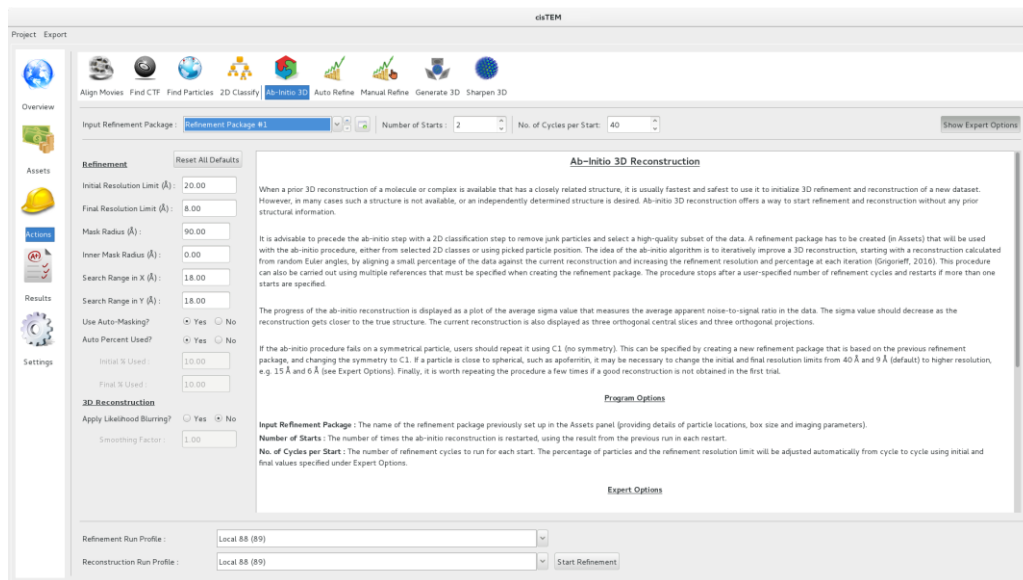 cisTEM
Project Export
Overview
Assets
Actions
Results
Settings
Align Movies Find CTF Find Particles 2D Classify Ab-Initio 3D Auto Refine Manual Refine Generate 3D Sharpen 3D
Input Refinement Package : Refinement Package #1 Number of Starts : 2 No. of Cycles per Start: 40 Show Expert Options
Refinement Reset All Defaults
Initial Resolution Limit (Å) : 20.00
Final Resolution Limit (Å) : 8.00
Mask Radius (Å) : 90.00
Inner Mask Radius (Å) : 0.00
Search Range in X (Å) : 18.00
Search Range in Y (Å) : 18.00
Use Auto-Masking? Yes No
Auto Percent Used? Yes No
Initial % Used : 10.00
Final % Used : 10.00
3D Reconstruction
Apply Likelihood Blurring? Yes No
Smoothing Factor : 1.00
Ab-Initio 3D Reconstruction
When a prior 3D reconstruction of a molecule or complex is available that has a closely related structure, it is usually fastest and safest to use it to initialize 3D refinement and reconstruction of a new dataset.
However, in many cases such a structure is not available, or an independently determined structure is desired. Ab-initio 3D reconstruction offers a way to start refinement and reconstruction without any prior
structural information.
It is advisable to precede the ab-initio step with a 2D classification step to remove junk particles and select a high-quality subset of the data. A refinement package has to be created (in Assets) that will be used
with the ab-initio procedure, either from selected 2D classes or using picked particle position. The idea of the ab-initio algorithm is to iteratively improve a 3D reconstruction, starting with a reconstruction calculated
from random Euler angles, by aligning a small percentage of the data against the current reconstruction and increasing the refinement resolution and percentage at each iteration (Grigorieff, 2016). This procedure
can also be carried out using multiple references that must be specified when creating the refinement package. The procedure stops after a user-specified number of refinement cycles and restarts if more than one
starts are specified.
The progress of the ab-initio reconstruction is displayed as a plot of the average sigma value that measures the average apparent noise-to-signal ratio in the data. The sigma value should decrease as the
reconstruction gets closer to the true structure. The current reconstruction is also displayed as three orthogonal central slices and three orthogonal projections.
If the ab-initio procedure fails on a symmetrical particle, users should repeat it using C1 (no symmetry). This can be specified by creating a new refinement package that is based on the previous refinement
package, and changing the symmetry to C1. If a particle is close to spherical, such as apoferritin, it may be necessary to change the initial and final resolution limits from 40 Å and 9 Å (default) to higher resolution,
e.g. 15 Å and 6 Å (see Expert Options). Finally, it is worth repeating the procedure a few times if a good reconstruction is not obtained in the first trial.
Program Options
Input Refinement Package : The name of the refinement package previously set up in the Assets panel (providing details of particle locations, box size and imaging parameters).
Number of Starts : The number of times the ab-initio reconstruction is restarted, using the result from the previous run in each restart.
No. of Cycles per Start : The number of refinement cycles to run for each start. The percentage of particles and the refinement resolution limit will be adjusted automatically from cycle to cycle using initial and
final values specified under Expert Options.
Expert Options
Refinement Run Profile : Local 88 (89)
Reconstruction Run Profile : Local 88 (89) Start Refinement